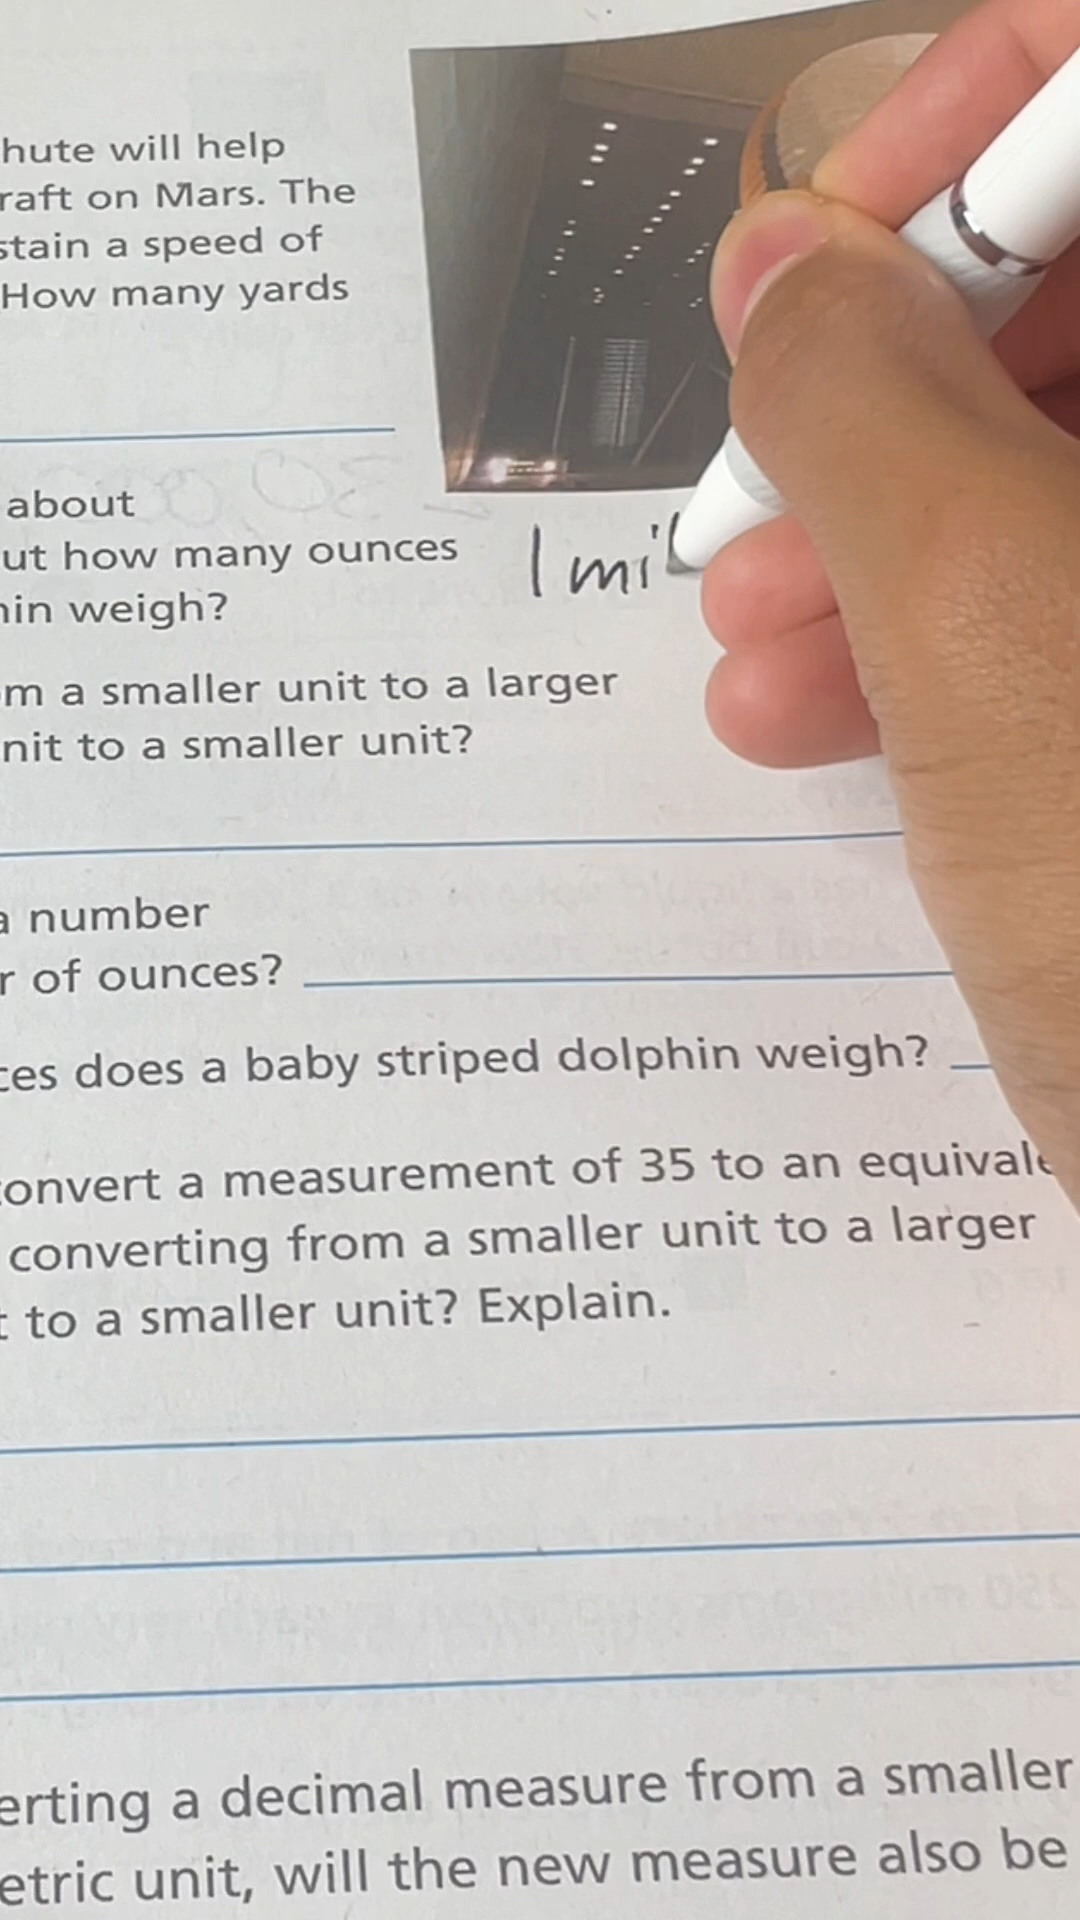 hute will help
raft on Mars. The
stain a speed of
How many yards
about
ut how many ounces
hin weigh?
1 mi
m a smaller unit to a larger
nit to a smaller unit?
a number
r of ounces?
ces does a baby striped dolphin weigh?
convert a measurement of 35 to an equivale
converting from a smaller unit to a larger
t to a smaller unit? Explain.
erting a decimal measure from a smaller
etric unit, will the new measure also be